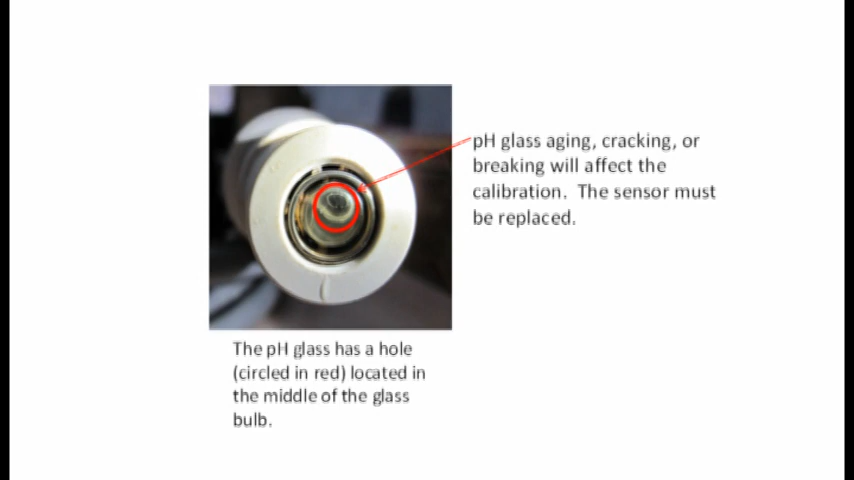 pH glass aging, cracking, or
breaking will affect the
calibration.  The sensor must
be replaced.
The pH glass has a hole
(circled in red) located in
the middle of the glass
bulb.